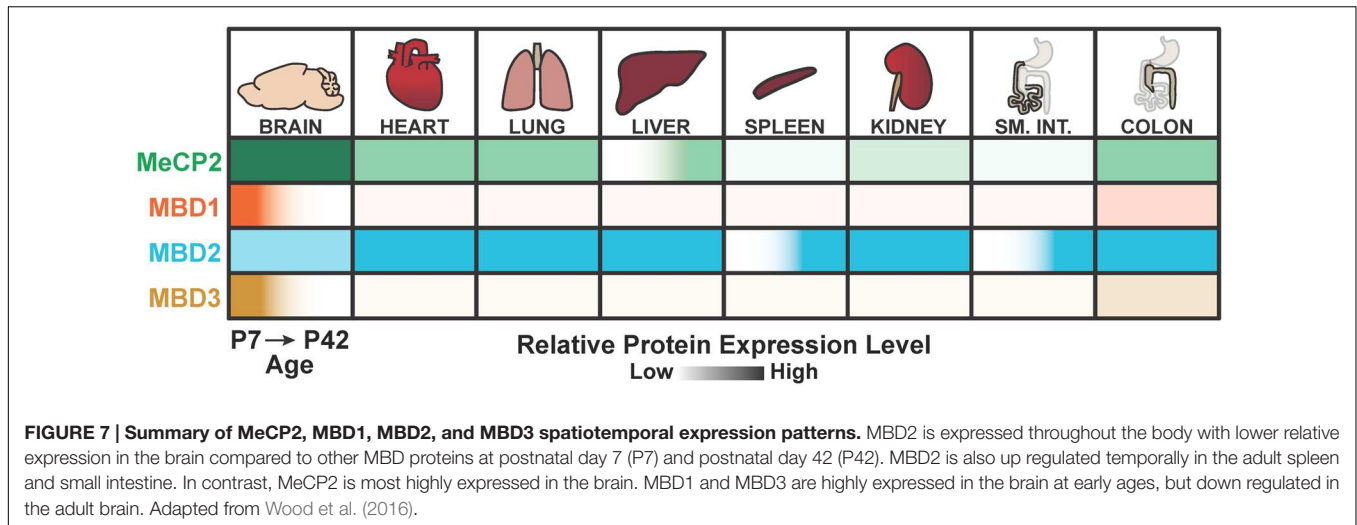 BRAIN HEART LUNG LIVER SPLEEN KIDNEY SM. INT. COLON
MeCP2
MBD1
MBD2
MBD3
P7 → P42
Age
Relative Protein Expression Level
Low High
FIGURE 7 | Summary of MeCP2, MBD1, MBD2, and MBD3 spatiotemporal expression patterns. MBD2 is expressed throughout the body with lower relative
expression in the brain compared to other MBD proteins at postnatal day 7 (P7) and postnatal day 42 (P42). MBD2 is also up regulated temporally in the adult spleen
and small intestine. In contrast, MeCP2 is most highly expressed in the brain. MBD1 and MBD3 are highly expressed in the brain at early ages, but down regulated in
the adult brain. Adapted from Wood et al. (2016).